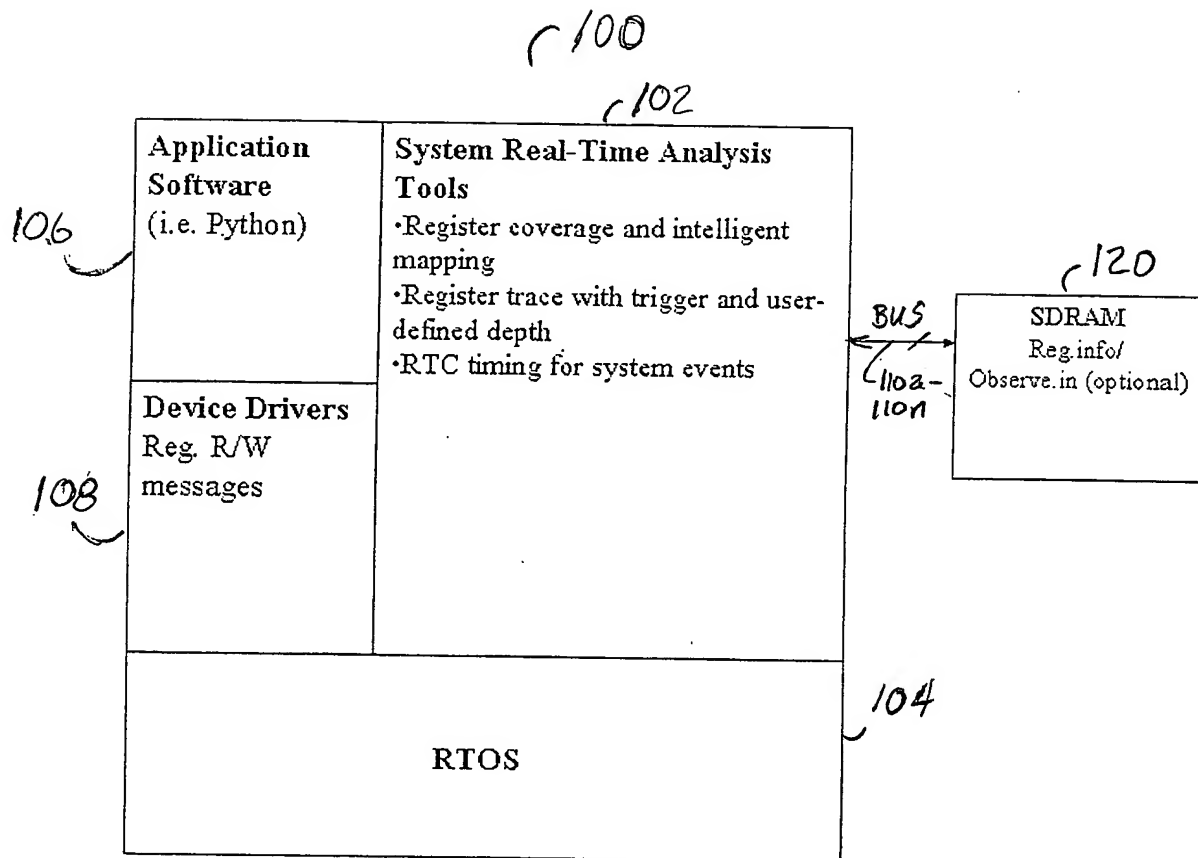 100
102
Application
Software
(i.e. Python)
106
System Real-Time Analysis
Tools
•Register coverage and intelligent
mapping
•Register trace with trigger and user-
defined depth
•RTC timing for system events
BUS
110a-
110n
120
SDRAM
Reg.info/
Observe.in (optional)
Device Drivers
Reg. R/W
messages
108
104
RTOS